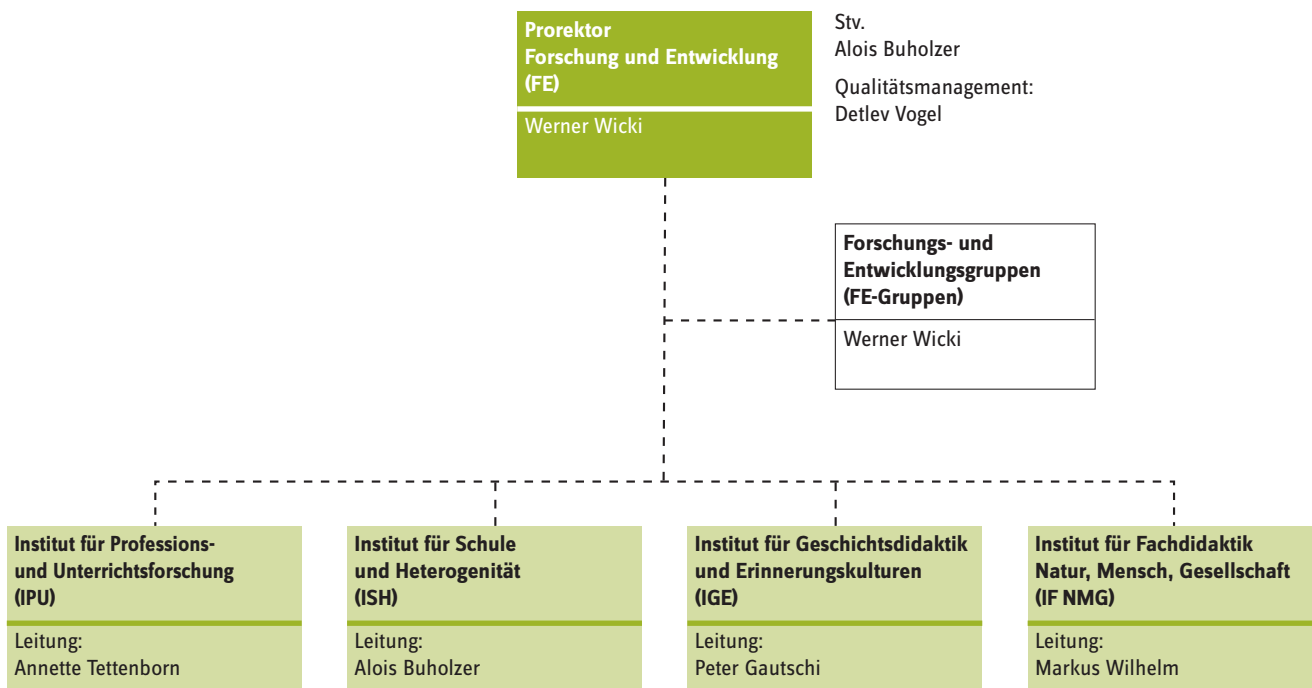 Prorektor
Forschung und Entwicklung
(FE)
Werner Wicki
Stv.
Alois Buholzer
Qualitätsmanagement:
Detlev Vogel
Forschungs- und
Entwicklungsgruppen
(FE-Gruppen)
Werner Wicki
Institut für Professions-
und Unterrichtsforschung
(IPU)
Leitung:
Annette Tettenborn
Institut für Schule
und Heterogenität
(ISH)
Leitung:
Alois Buholzer
Institut für Geschichtsdidaktik
und Erinnerungskulturen
(IGE)
Leitung:
Peter Gautschi
Institut für Fachdidaktik
Natur, Mensch, Gesellschaft
(IF NMG)
Leitung:
Markus Wilhelm